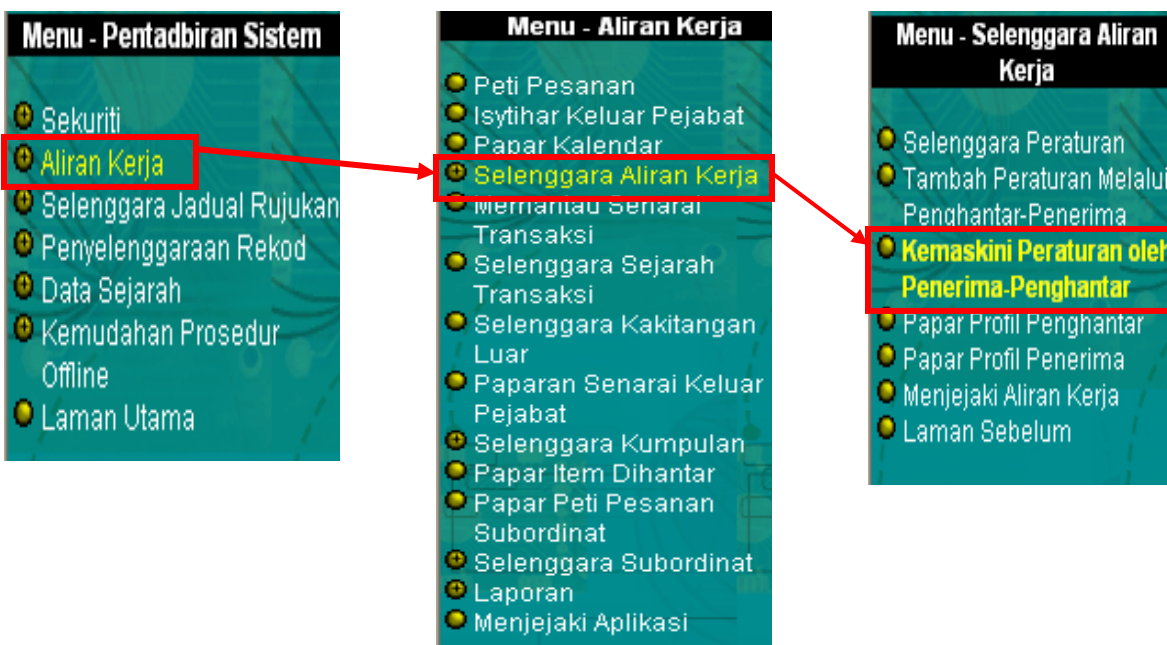 Menu - Pentadbiran Sistem
Sekuriti
Aliran Kerja
Selenggara Jadual Rujukan
Penyelenggaraan Rekod
Data Sejarah
Kemudahan Prosedur
Offline
Laman Utama
Menu - Aliran Kerja
Peti Pesanan
Isytihar Keluar Pejabat
Papar Kalendar
Selenggara Aliran Kerja
Memantau Senarai
Transaksi
Selenggara Sejarah
Transaksi
Selenggara Kakitangan
Luar
Paparan Senarai Keluar
Pejabat
Selenggara Kumpulan
Papar Item Dihantar
Papar Peti Pesanan
Subordinat
Selenggara Subordinat
Laporan
Menjejaki Aplikasi
Menu - Selenggara Aliran
Kerja
Selenggara Peraturan
Tambah Peraturan Melalui
Penghantar-Penerima
Kemaskini Peraturan oleh
Penerima-Penghantar
Papar Profil Penghantar
Papar Profil Penerima
Menjejaki Aliran Kerja
Laman Sebelum